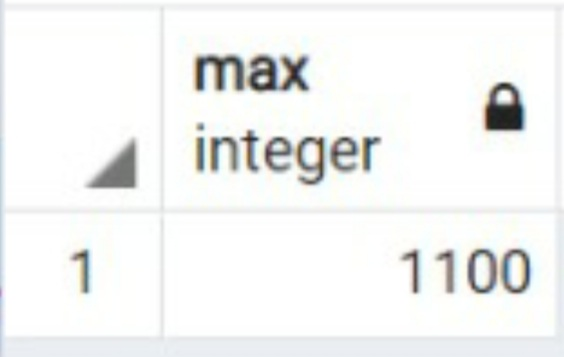 max
integer
1 1100